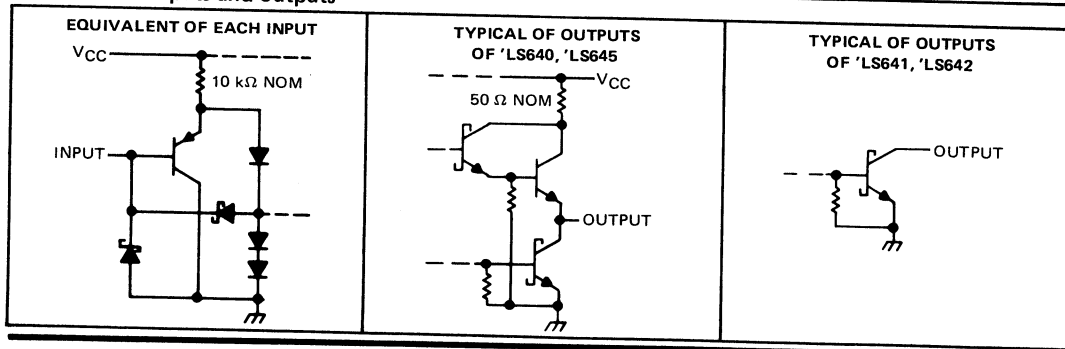 EQUIVALENT OF EACH INPUT
VCC
10 kΩ NOM
INPUT
TYPICAL OF OUTPUTS
OF 'LS640, 'LS645
VCC
50 Ω NOM
OUTPUT
TYPICAL OF OUTPUTS
OF 'LS641, 'LS642
OUTPUT